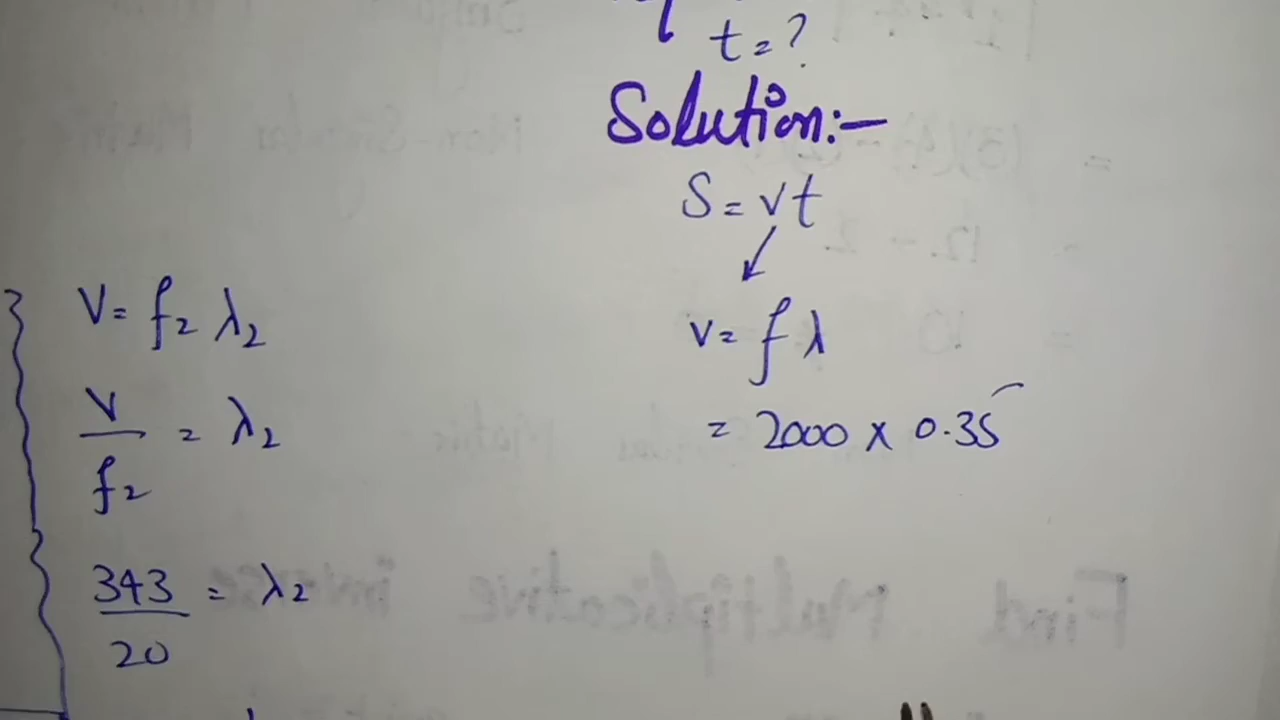 t=?
Solution:-
S = vt
v = fλ
= 2000 x 0.35
V = f2 λ2
V/f2 = λ2
343/20 = λ2